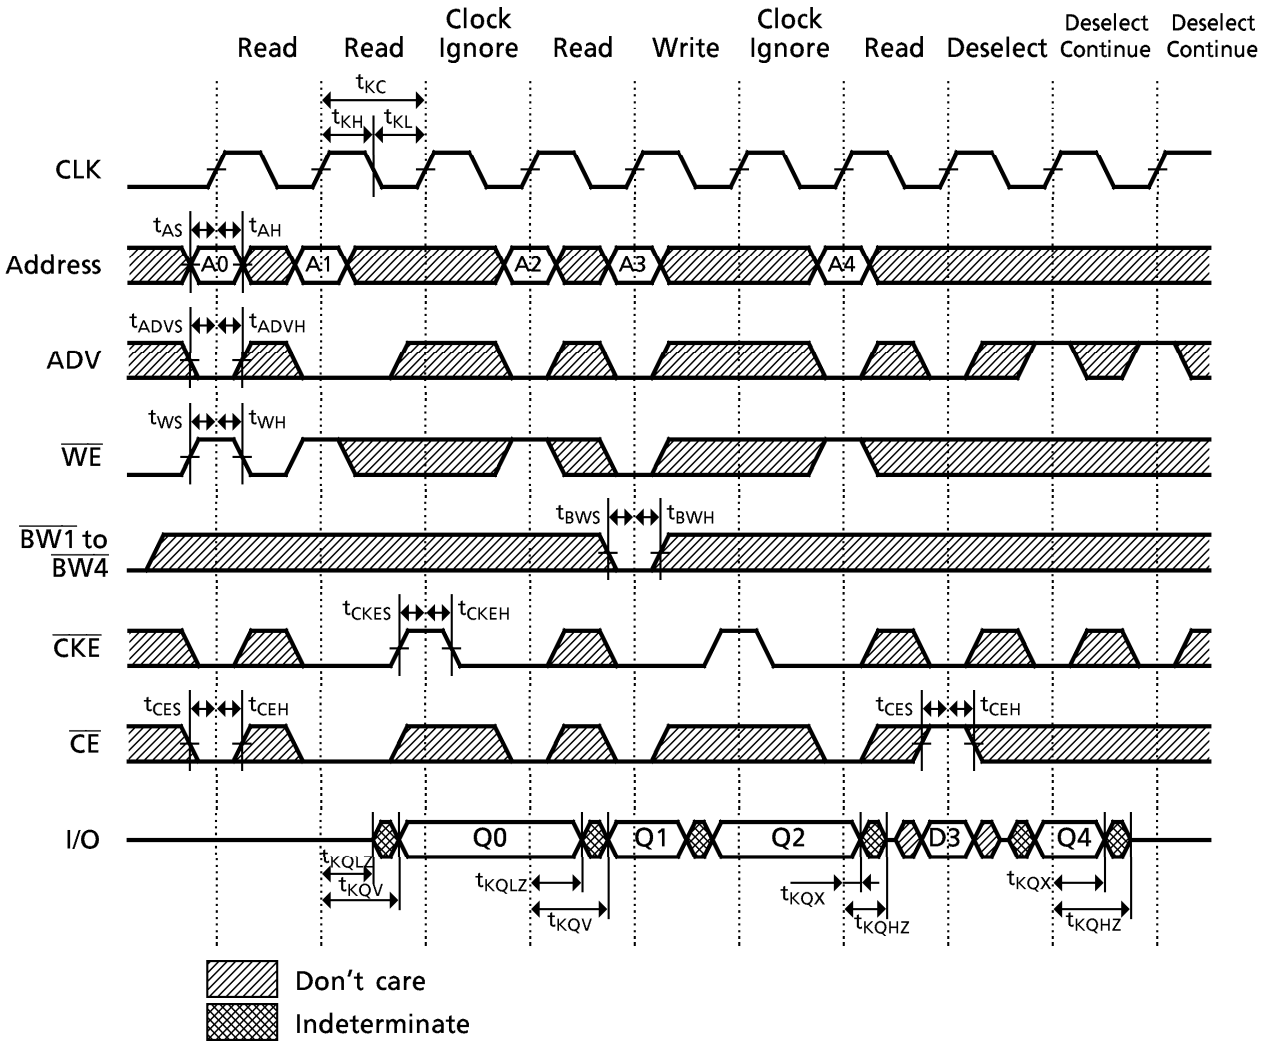 Read Read Clock Ignore Read Write Clock Ignore Read Deselect Deselect Continue Deselect Continue
tKC
tKH tKL
CLK
tAS tAH
Address A0 A1 A2 A3 A4
tADVS tADVH
ADV
tWS tWH
WE
tBWS tBWH
BW1 to
BW4
tCKES tCKEH
CKE
tCES tCEH tCES tCEH
CE
I/O Q0 Q1 Q2 D3 Q4
tKQLZ
tKQV
tKQLZ
tKQV
tKQX
tKQHZ
tKQX
tKQHZ
Don't care
Indeterminate